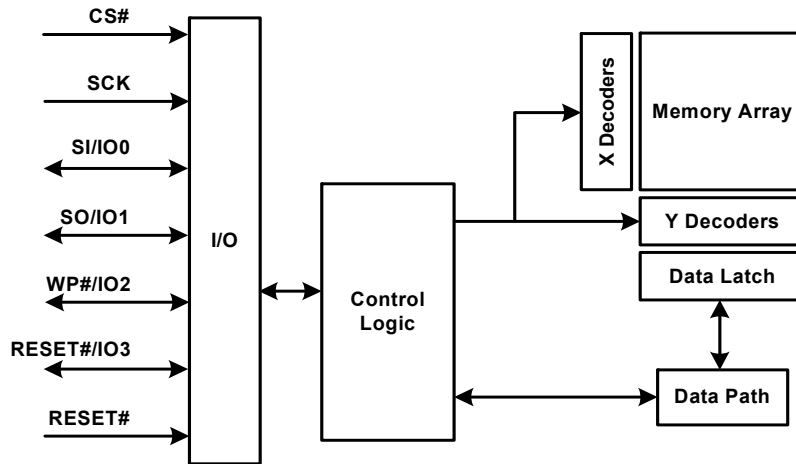 CS#
SCK
SI/IO0
SO/IO1
WP#/IO2
RESET#/IO3
RESET#
I/O
Control
Logic
X Decoders
Memory Array
Y Decoders
Data Latch
Data Path